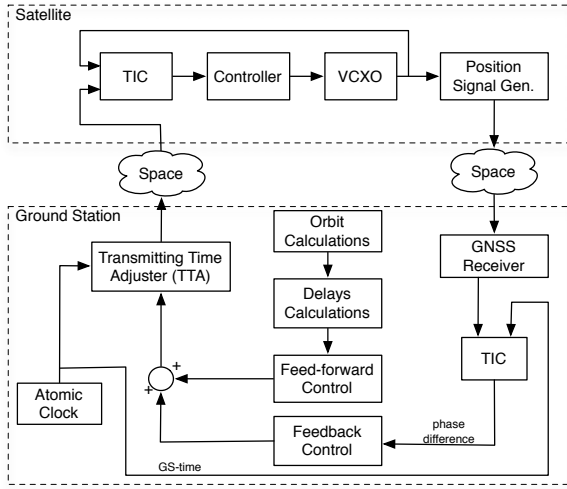 Satellite
TIC
Controller
VCXO
Position
Signal Gen.
Space
Space
Ground Station
Transmitting Time
Adjuster (TTA)
Orbit
Calculations
GNSS
Receiver
Delays
Calculations
TIC
+
+
Feed-forward
Control
Atomic
Clock
Feedback
Control
phase
difference
GS-time